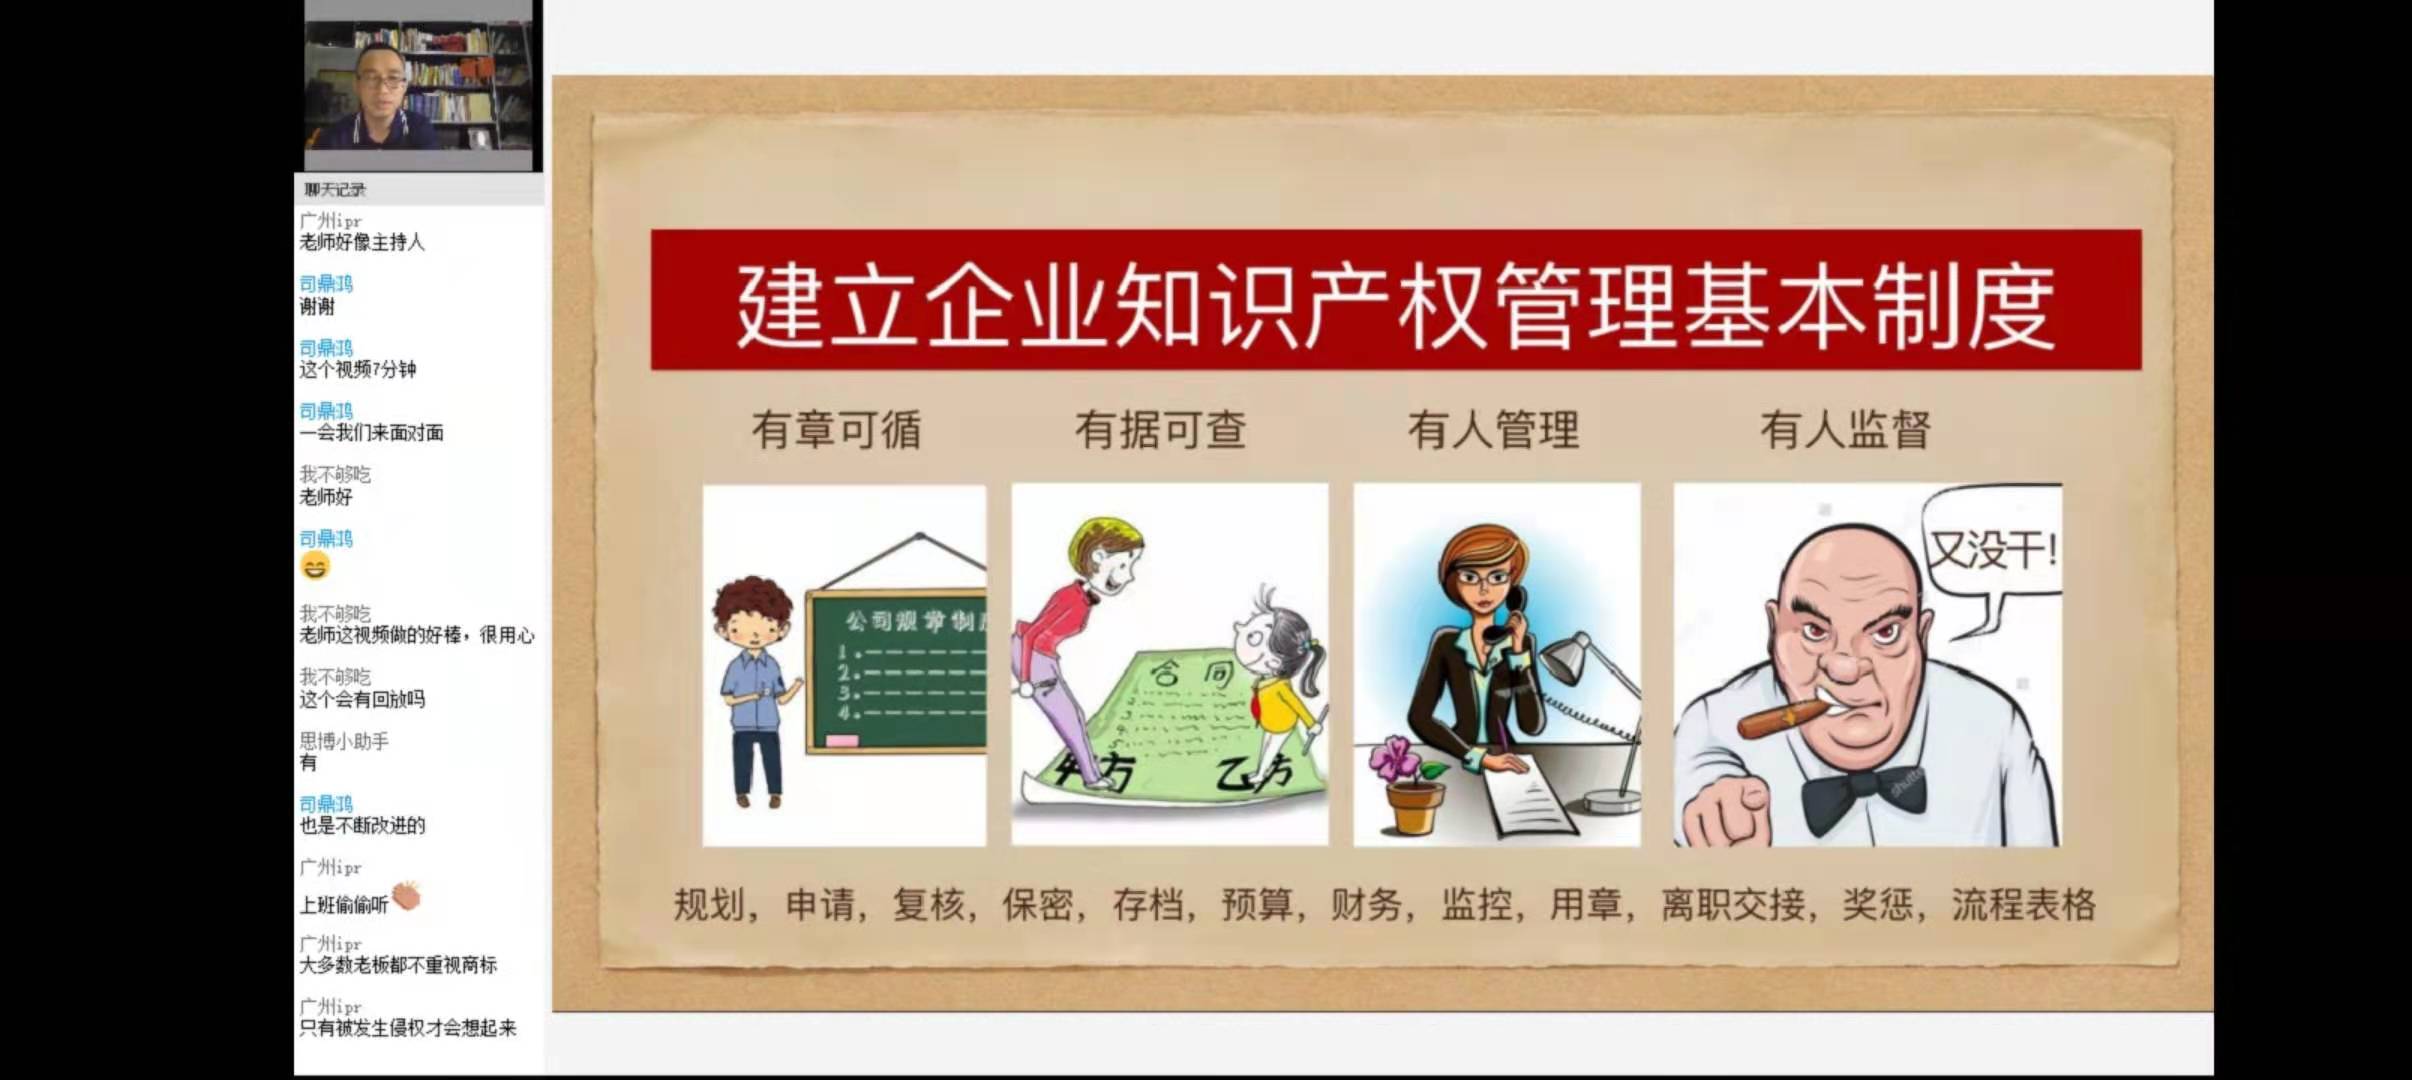 聊天记录
广州ipr
老师好像主持人
司鼎鸿
谢谢
司鼎鸿
这个视频7分钟
司鼎鸿
一会我们来面对面
我不够吃
老师好
司鼎鸿
我不够吃
老师这视频做的好棒，很用心
我不够吃
这个会有回放吗
思博小助手
有
司鼎鸿
也是不断改进的
广州ipr
上班偷偷听
广州ipr
大多数老板都不重视商标
广州ipr
只有被发生侵权才会想起来
建立企业知识产权管理基本制度
有章可循
有据可查
有人管理
有人监督
公司规章制度
1.
2.
3.
4.
合同
甲方
乙方
又没干!
shutte
规划，申请，复核，保密，存档，预算，财务，监控，用章，离职交接，奖惩，流程表格